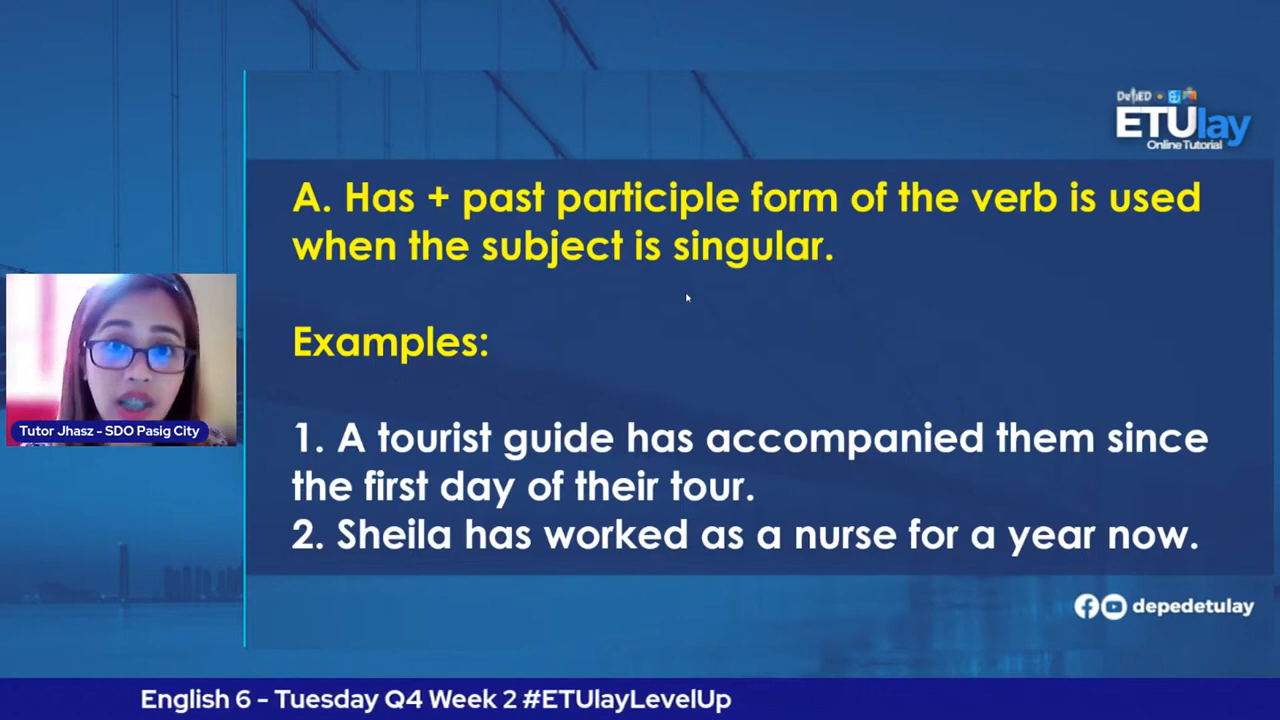 DepED
ETUlay
Online Tutorial
A. Has + past participle form of the verb is used
when the subject is singular.
Examples:
1. A tourist guide has accompanied them since
the first day of their tour.
2. Sheila has worked as a nurse for a year now.
Tutor Jhasz - SDO Pasig City
depedetulay
English 6 - Tuesday Q4 Week 2 #ETUlayLevelUp